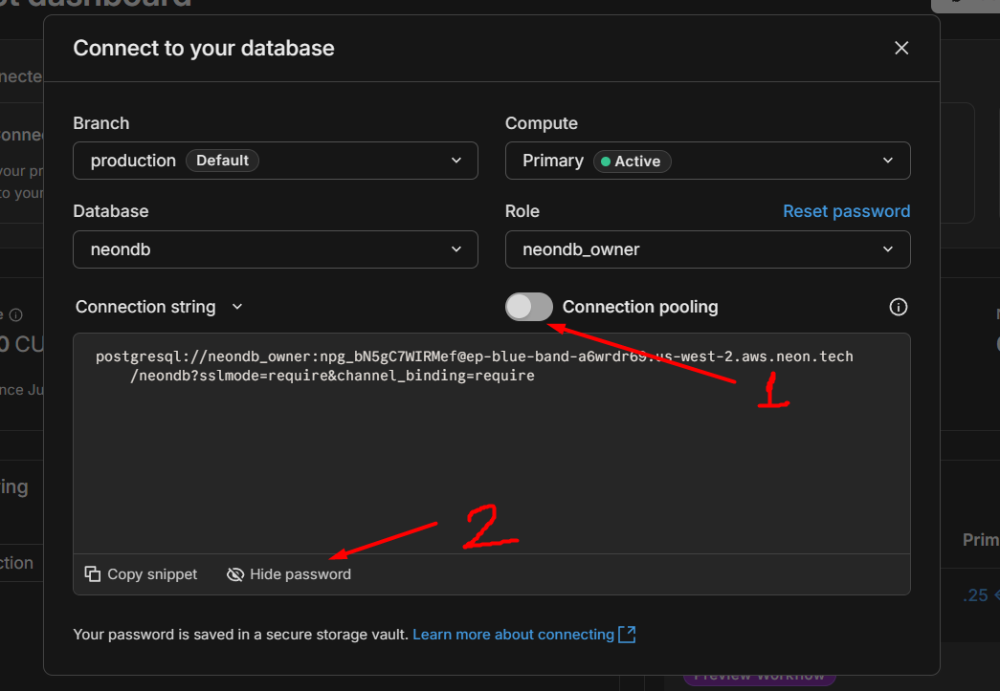 st dashboard
Connect to your database
Branch
Compute
production Default
Primary Active
Database
Role
Reset password
neondb
neondb_owner
Connection string
Connection pooling
postgresql://neondb_owner:npg_bN5gC7WIRMef@ep-blue-band-a6wrdr69.us-west-2.aws.neon.tech
/neondb?sslmode=require&channel_binding=require
1
2
Copy snippet
Hide password
Your password is saved in a secure storage vault. Learn more about connecting
necte
Connec
your pr
to your
0 CU
nce Ju
ing
ction
Prim
.25
Preview Workflow